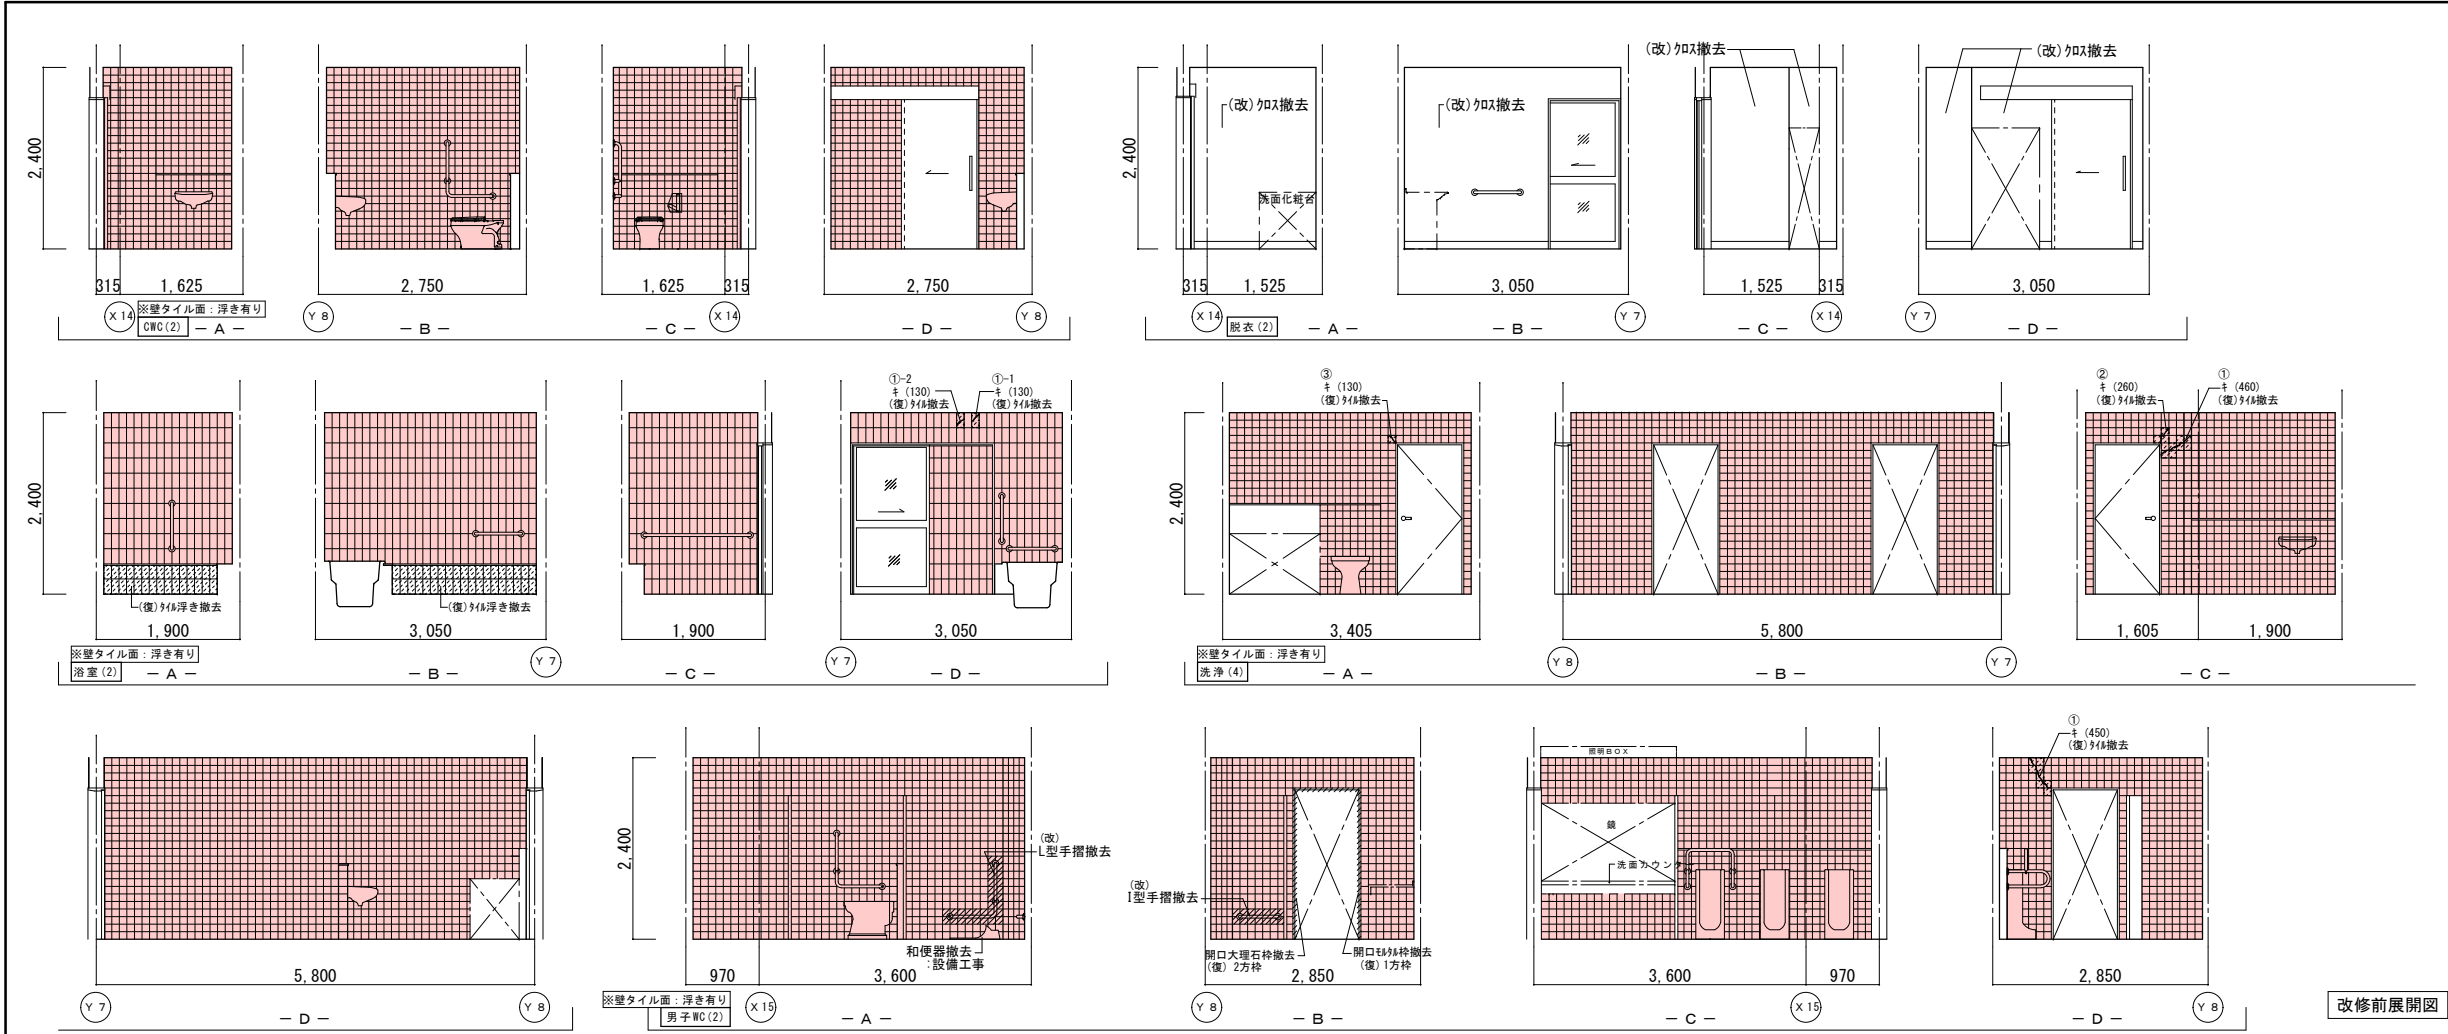 2,400
315
1,625
2,750
1,625
315
2,750
X14
※壁タイル面：浮き有り
CWC(2)
－A－
Y8
－B－
－C－
X14
－D－
Y8
(改)クロス撤去
(改)クロス撤去
(改)クロス撤去
(改)クロス撤去
2,400
洗面化粧台
315
1,525
3,050
1,525
315
3,050
X14
脱衣(2)
－A－
－B－
Y7
－C－
X14
Y7
－D－
①-2
キ (130)
(復)タイル撤去
①-1
キ (130)
(復)タイル撤去
2,400
(復)タイル浮き撤去
(復)タイル浮き撤去
1,900
3,050
1,900
3,050
※壁タイル面：浮き有り
浴室(2)
－A－
－B－
Y7
－C－
Y7
－D－
③
キ (130)
(復)タイル撤去
②
キ (260)
(復)タイル撤去
①
キ (460)
(復)タイル撤去
2,400
3,405
5,800
1,605
1,900
※壁タイル面：浮き有り
洗浄(4)
－A－
Y8
－B－
Y7
－C－
5,800
Y7
－D－
Y8
2,400
(改)
L型手摺撤去
和便器撤去
：設備工事
970
3,600
※壁タイル面：浮き有り
男子WC(2)
X15
－A－
(改)
I型手摺撤去
開口大理石枠撤去
(復) 2方枠
開口モルタル枠撤去
(復) 1方枠
2,850
Y8
－B－
照明BOX
鏡
洗面カウンター
3,600
970
－C－
X15
①
キ (450)
(復)タイル撤去
2,850
－D－
Y8
改修前展開図